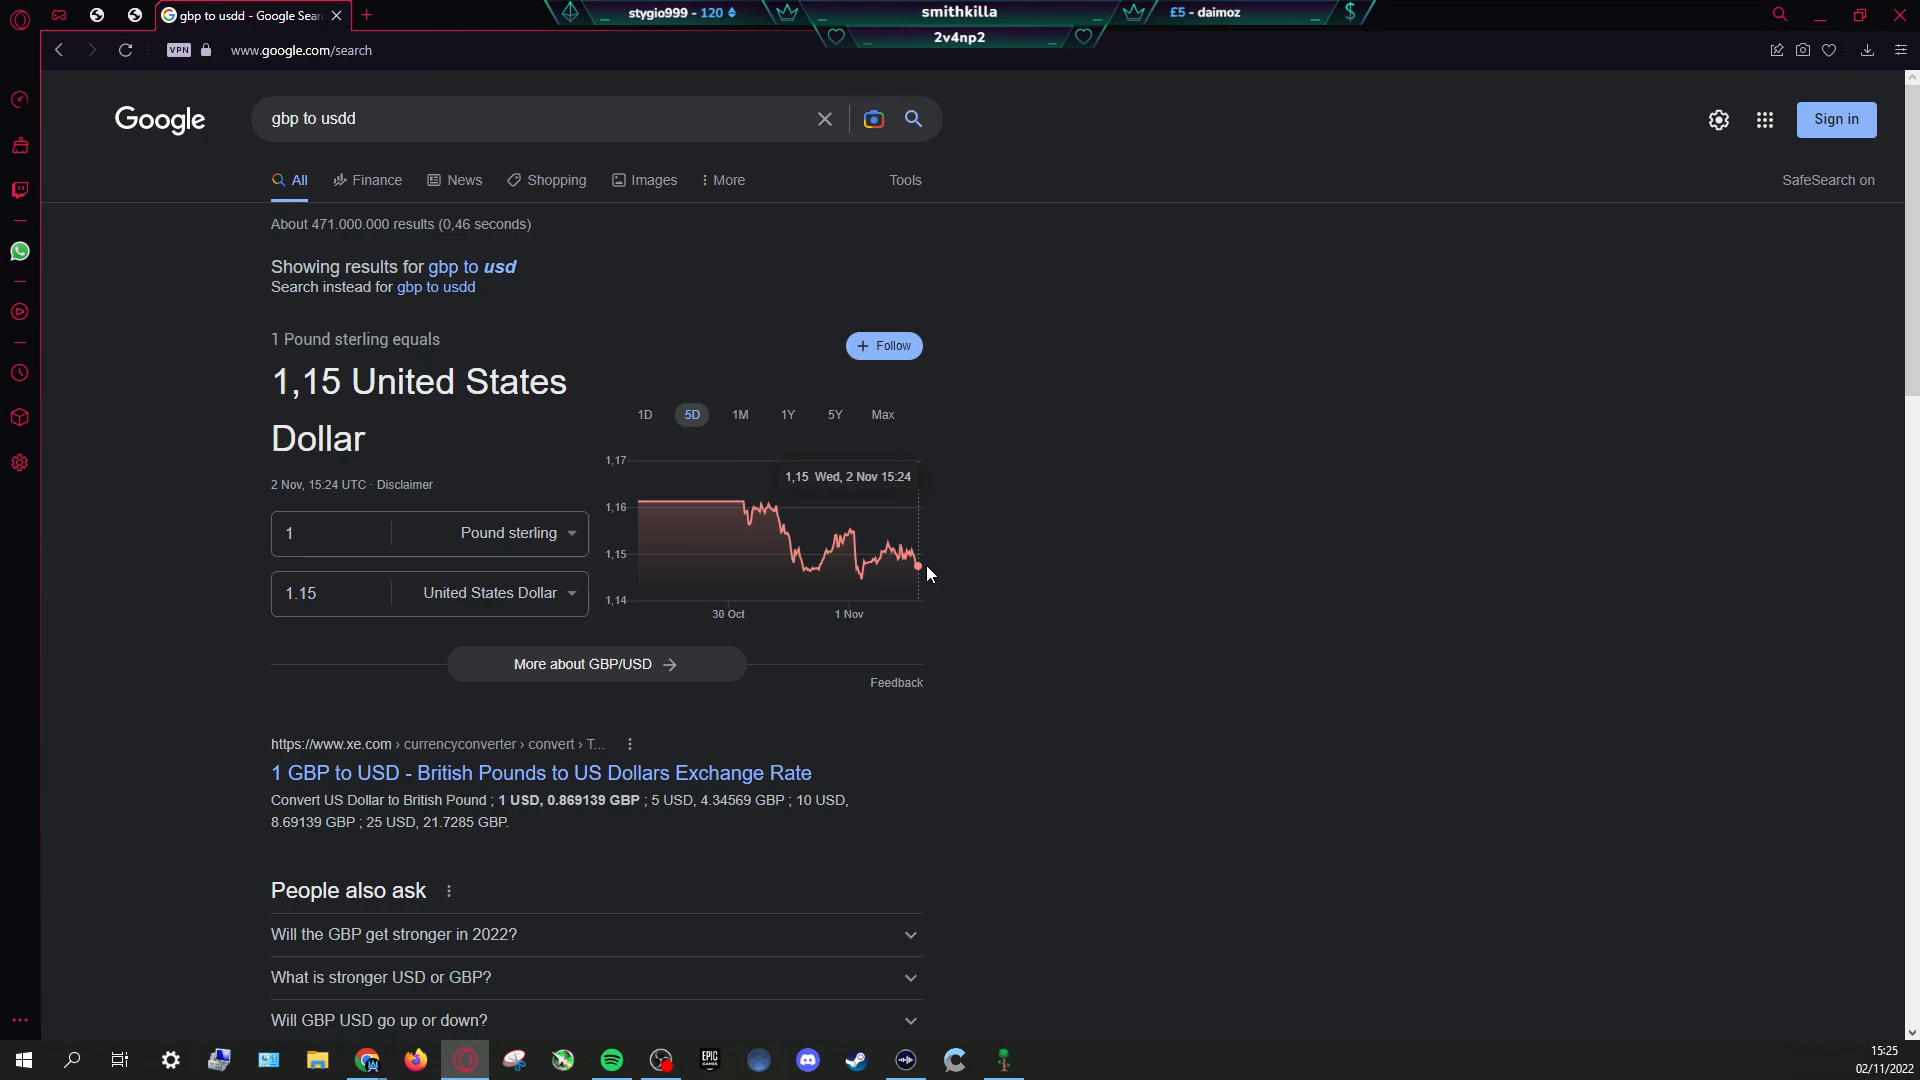 gbp to usdd - Google Sear
stygio999 - 120
smithkilla
£5 - daimoz
2v4np2
VPN
www.google.com/search
Google
gbp to usdd
Sign in
All
Finance
News
Shopping
Images
More
Tools
SafeSearch on
About 471.000.000 results (0,46 seconds)
Showing results for gbp to usd
Search instead for gbp to usdd
1 Pound sterling equals
+ Follow
1,15 United States
Dollar
1D 5D 1M 1Y 5Y Max
2 Nov, 15:24 UTC · Disclaimer
1 Pound sterling
1.15 United States Dollar
1,17
1,15 Wed, 2 Nov 15:24
1,16
1,15
1,14
30 Oct
1 Nov
More about GBP/USD
Feedback
https://www.xe.com › currencyconverter › convert › T...
1 GBP to USD - British Pounds to US Dollars Exchange Rate
Convert US Dollar to British Pound ; 1 USD, 0.869139 GBP ; 5 USD, 4.34569 GBP ; 10 USD,
8.69139 GBP ; 25 USD, 21.7285 GBP.
People also ask
Will the GBP get stronger in 2022?
What is stronger USD or GBP?
Will GBP USD go up or down?
EPIC
GAMES
15:25
02/11/2022